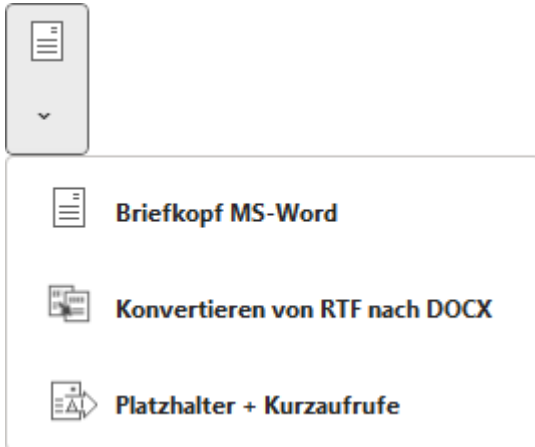 Briefkopf MS-Word
Konvertieren von RTF nach DOCX
Platzhalter + Kurzaufrufe